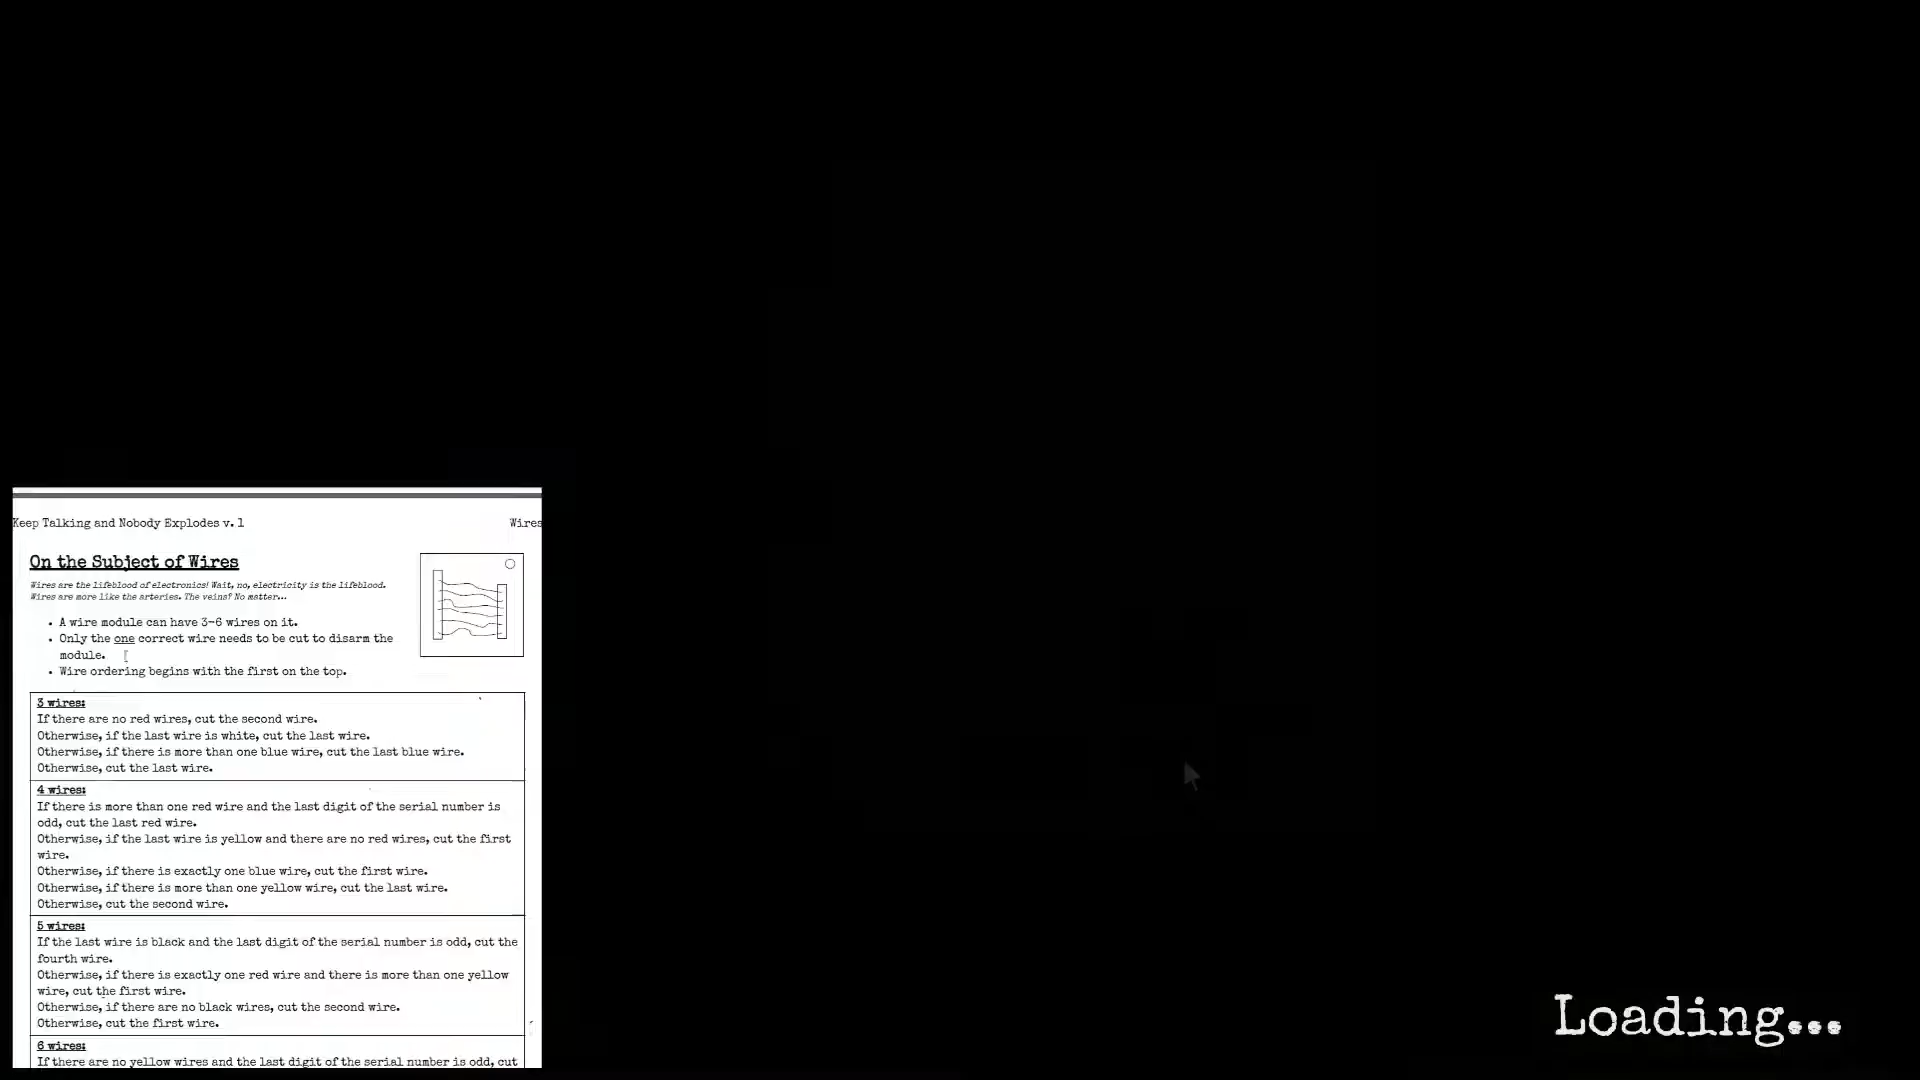 Keep Talking and Nobody Explodes v. 1
Wires
On the Subject of Wires
Wires are the lifeblood of electronics! Wait, no, electricity is the lifeblood.
Wires are more like the arteries. The veins? No matter...
• A wire module can have 3-6 wires on it.
• Only the one correct wire needs to be cut to disarm the
module.
• Wire ordering begins with the first on the top.
3 wires:
If there are no red wires, cut the second wire.
Otherwise, if the last wire is white, cut the last wire.
Otherwise, if there is more than one blue wire, cut the last blue wire.
Otherwise, cut the last wire.
4 wires:
If there is more than one red wire and the last digit of the serial number is
odd, cut the last red wire.
Otherwise, if the last wire is yellow and there are no red wires, cut the first
wire.
Otherwise, if there is exactly one blue wire, cut the first wire.
Otherwise, if there is more than one yellow wire, cut the last wire.
Otherwise, cut the second wire.
5 wires:
If the last wire is black and the last digit of the serial number is odd, cut the
fourth wire.
Otherwise, if there is exactly one red wire and there is more than one yellow
wire, cut the first wire.
Otherwise, if there are no black wires, cut the second wire.
Otherwise, cut the first wire.
6 wires:
If there are no yellow wires and the last digit of the serial number is odd, cut
Loading...